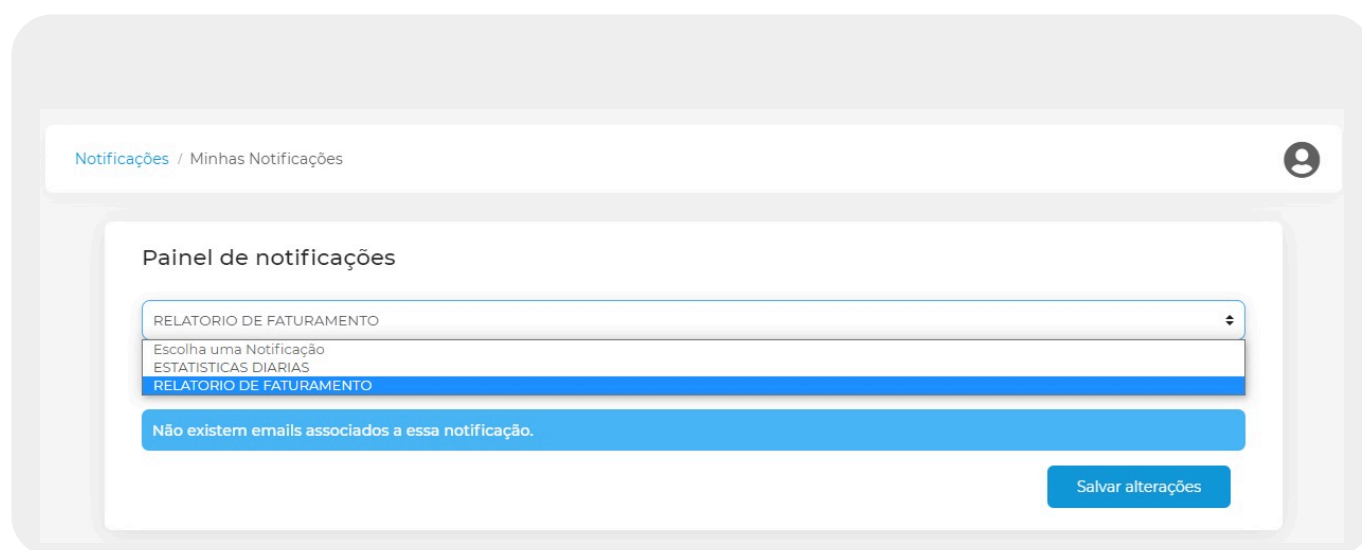 Notificações / Minhas Notificações
Painel de notificações
RELATORIO DE FATURAMENTO
Escolha uma Notificação
ESTATISTICAS DIARIAS
RELATORIO DE FATURAMENTO
Não existem emails associados a essa notificação.
Salvar alterações